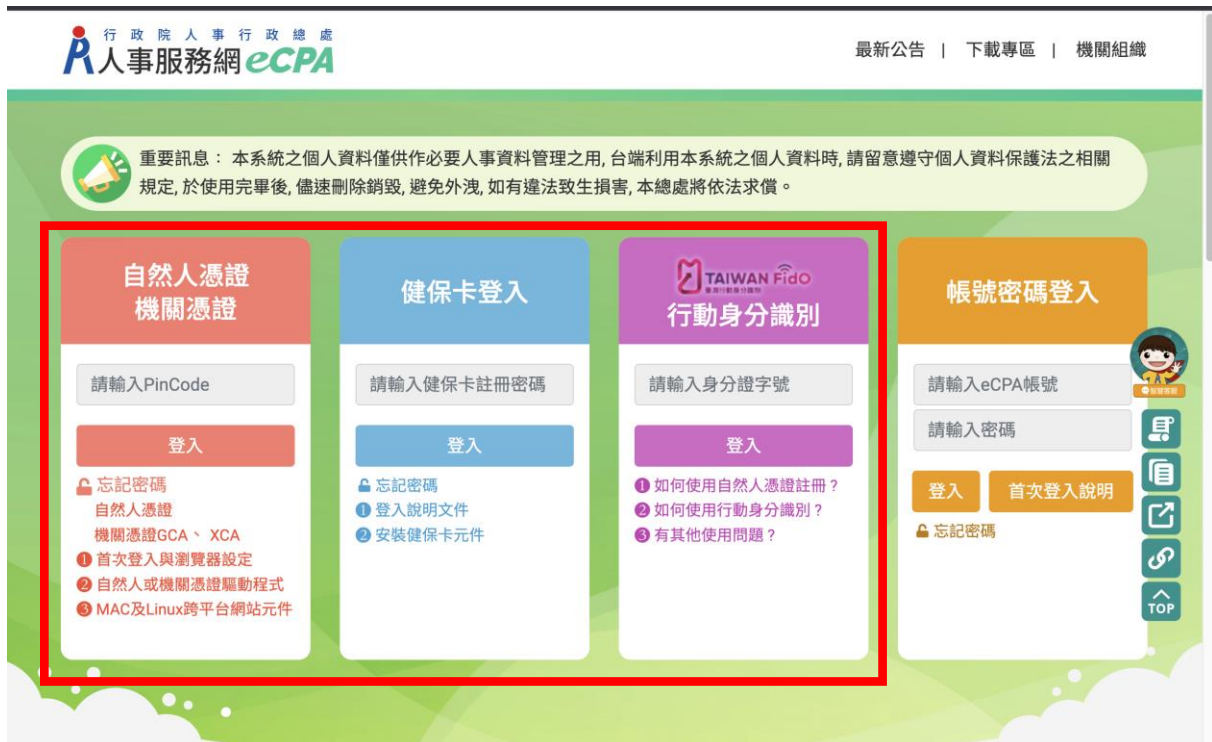 行政院人事行政總處
人事服務網 eCPA
最新公告 | 下載專區 | 機關組織
重要訊息： 本系統之個人資料僅供作必要人事資料管理之用, 台端利用本系統之個人資料時, 請留意遵守個人資料保護法之相關
規定, 於使用完畢後, 儘速刪除銷毀, 避免外洩, 如有違法致生損害, 本總處將依法求償。
自然人憑證
機關憑證
請輸入PinCode
登入
忘記密碼
自然人憑證
機關憑證GCA、 XCA
❶ 首次登入與瀏覽器設定
❷ 自然人或機關憑證驅動程式
❸ MAC及Linux跨平台網站元件
健保卡登入
請輸入健保卡註冊密碼
登入
忘記密碼
❶ 登入說明文件
❷ 安裝健保卡元件
TAIWAN FidO
行動身分識別
請輸入身分證字號
登入
❶ 如何使用自然人憑證註冊？
❷ 如何使用行動身分識別？
❸ 有其他使用問題？
帳號密碼登入
請輸入eCPA帳號
請輸入密碼
登入 首次登入說明
忘記密碼
TOP